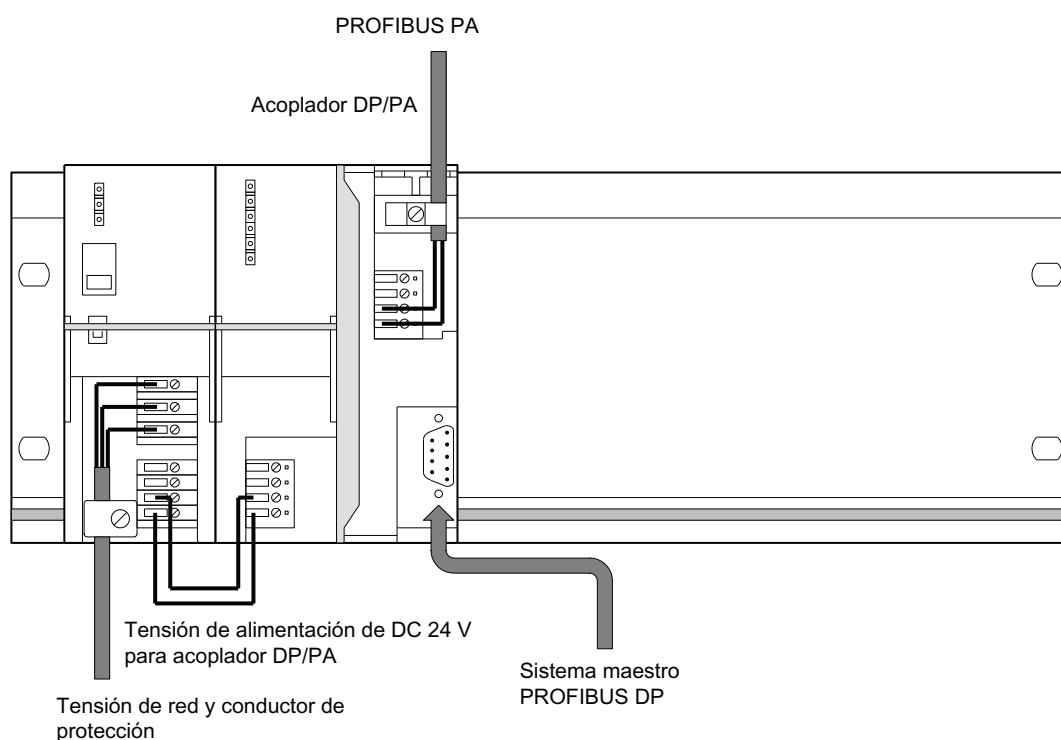 PROFIBUS PA
Acoplador DP/PA
Tensión de alimentación de DC 24 V
para acoplador DP/PA
Sistema maestro
PROFIBUS DP
Tensión de red y conductor de
protección